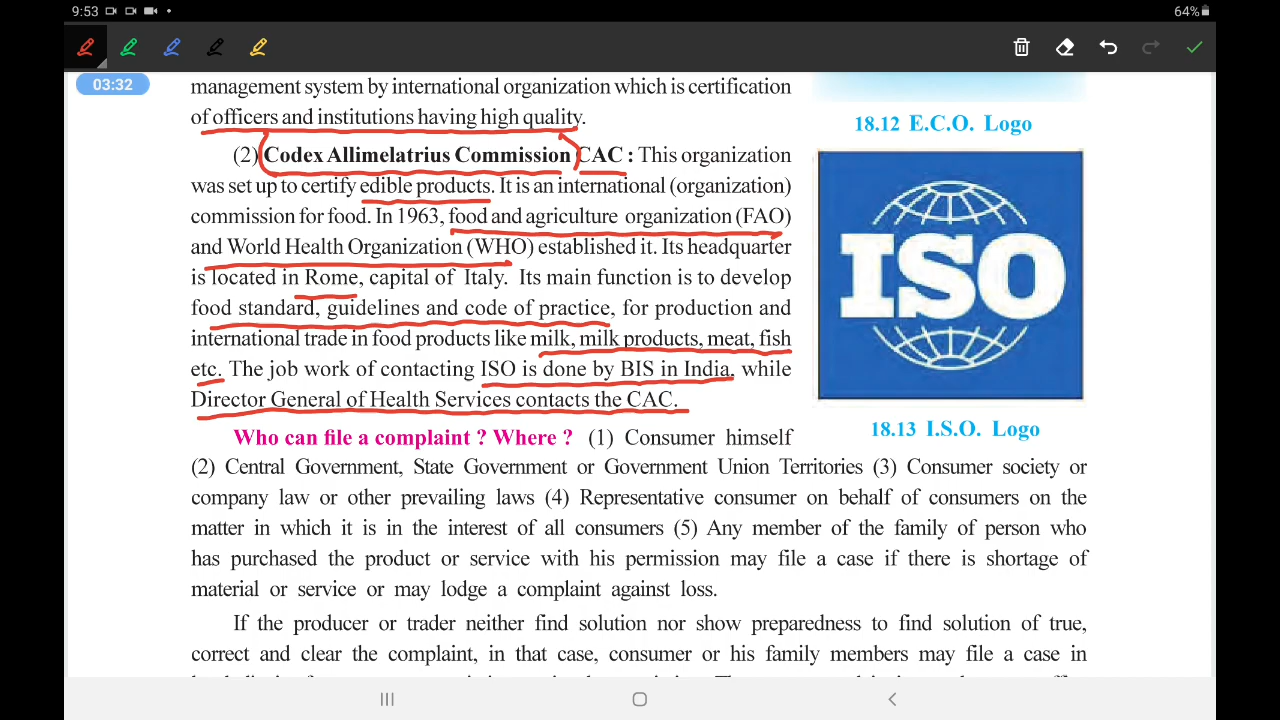 9:53
64%
03:32
management system by international organization which is certification
of officers and institutions having high quality.
18.12 E.C.O. Logo
(2) Codex Allimelatrius Commission CAC : This organization
was set up to certify edible products. It is an international (organization)
commission for food. In 1963, food and agriculture organization (FAO)
and World Health Organization (WHO) established it. Its headquarter
is located in Rome, capital of Italy. Its main function is to develop
food standard, guidelines and code of practice, for production and
international trade in food products like milk, milk products, meat, fish
etc. The job work of contacting ISO is done by BIS in India, while
Director General of Health Services contacts the CAC.
ISO
18.13 I.S.O. Logo
Who can file a complaint ? Where ? (1) Consumer himself
(2) Central Government, State Government or Government Union Territories (3) Consumer society or
company law or other prevailing laws (4) Representative consumer on behalf of consumers on the
matter in which it is in the interest of all consumers (5) Any member of the family of person who
has purchased the product or service with his permission may file a case if there is shortage of
material or service or may lodge a complaint against loss.
If the producer or trader neither find solution nor show preparedness to find solution of true,
correct and clear the complaint, in that case, consumer or his family members may file a case in